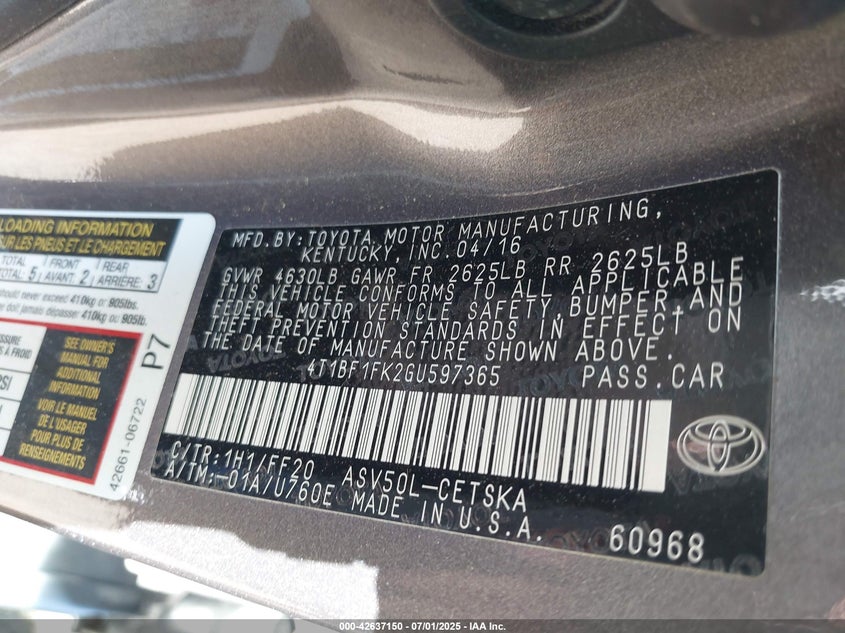 LOADING INFORMATION
SUR LES PNEUS ET LE CHARGEMENT
TOTAL FRONT REAR
TOTAL: 5 AVANT: 2 ARRIÈRE: 3
should never exceed 410kg or 905lbs.
ne doit jamais dépasser: 410kg or 905lb.
SEE OWNER'S
MANUAL FOR
ADDITIONAL
INFORMATION
VOIR LE MANUEL
DE L'USAGER
POUR PLUS DE
RENSEIGNEMENTS
P7
42661-06722
MFD.BY:TOYOTA MOTOR MANUFACTURING,
KENTUCKY,INC.04/16
GVWR 4630LB GAWR FR 2625LB RR 2625LB
THIS VEHICLE CONFORMS TO ALL APPLICABLE
FEDERAL MOTOR VEHICLE SAFETY,BUMPER,AND
THEFT PREVENTION STANDARDS IN EFFECT ON
THE DATE OF MANUFACTURE SHOWN ABOVE.
4T1BF1FK2GU597365 PASS.CAR
C/TR:1H1/FF20 ASV50L-CETSKA
A/TM:-01A/U760E MADE IN U.S.A.
60968
000-42637150 - 07/01/2025 - IAA Inc.